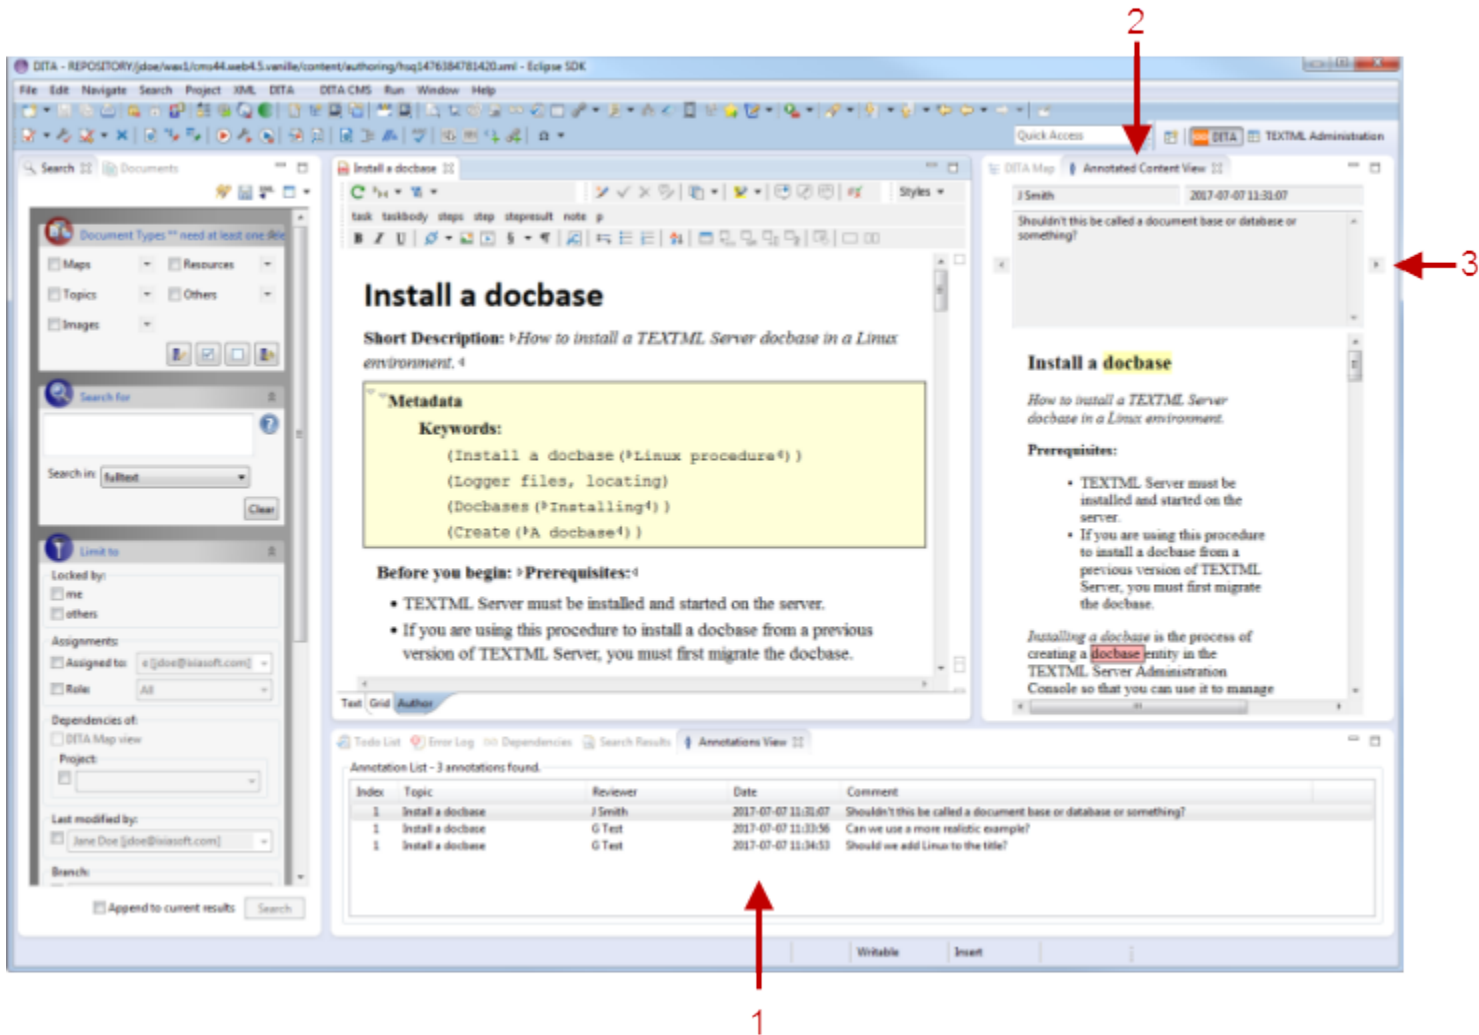 2
DITA - REPOSITORY/jdoe/wax1/cms44.web4.5.vanille/content/authoring/hsq1476384781420.xml - Eclipse SDK
File Edit Navigate Search Project XML DITA DITA CMS Run Window Help
Quick Access DITA TEXTML Administration
Search Documents
Install a docbase
DITA Map Annotated Content View
Styles
J Smith 2017-07-07 11:31:07
task taskbody steps step stepresult note p
Shouldn't this be called a document base or database or
something?
B I U
3
Document Types ** need at least one
Maps Resources
Topics Others
Images
Install a docbase
Short Description: How to install a TEXTML Server docbase in a Linux
environment.
Metadata
Keywords:
(Install a docbase (Linux procedure))
(Logger files, locating)
(Docbases (Installing))
(Create (A docbase))
Before you begin: Prerequisites:
• TEXTML Server must be installed and started on the server.
• If you are using this procedure to install a docbase from a previous
version of TEXTML Server, you must first migrate the docbase.
Text Grid Author
Install a docbase
How to install a TEXTML Server
docbase in a Linux environment.
Prerequisites:
• TEXTML Server must be
installed and started on the
server.
• If you are using this procedure
to install a docbase from a
previous version of TEXTML
Server, you must first migrate
the docbase.
Installing a docbase is the process of
creating a docbase entity in the
TEXTML Server Administration
Console so that you can use it to manage
Search for
Search in: fulltext
Clear
Limit to
Locked by:
me
others
Assignments:
Assigned to: e [jdoe@ixiasoft.com]
Role: All
Dependencies of:
DITA Map view
Project:
Last modified by:
Jane Doe [jdoe@ixiasoft.com]
Branch:
Append to current results Search
Todo List Error Log Dependencies Search Results Annotations View
Annotation List - 3 annotations found.
Index Topic Reviewer Date Comment
1 Install a docbase J Smith 2017-07-07 11:31:07 Shouldn't this be called a document base or database or something?
1 Install a docbase G Test 2017-07-07 11:33:56 Can we use a more realistic example?
1 Install a docbase G Test 2017-07-07 11:34:53 Should we add Linux to the title?
Writable Insert
1